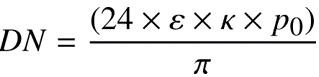 DN = (24 × ε × κ × p₀) / π